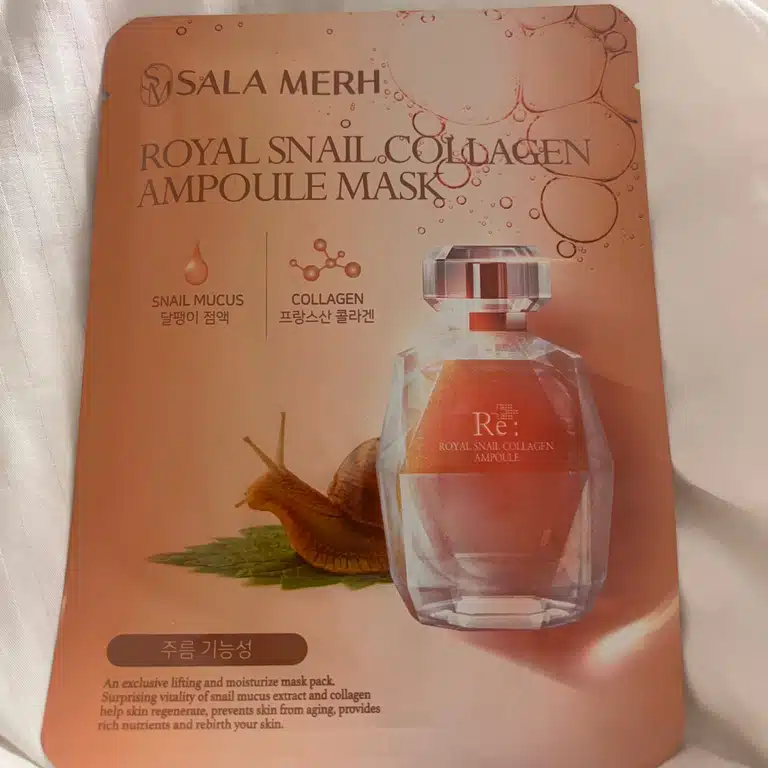 SM SALA MERH
ROYAL SNAIL COLLAGEN
AMPOULE MASK
SNAIL MUCUS
달팽이 점액
COLLAGEN
프랑스산 콜라겐
Re:
ROYAL SNAIL COLLAGEN
AMPOULE
주름 기능성
An exclusive lifting and moisturize mask pack.
Surprising vitality of snail mucus extract and collagen
help skin regenerate, prevents skin from aging, provides
rich nutrients and rebirth your skin.